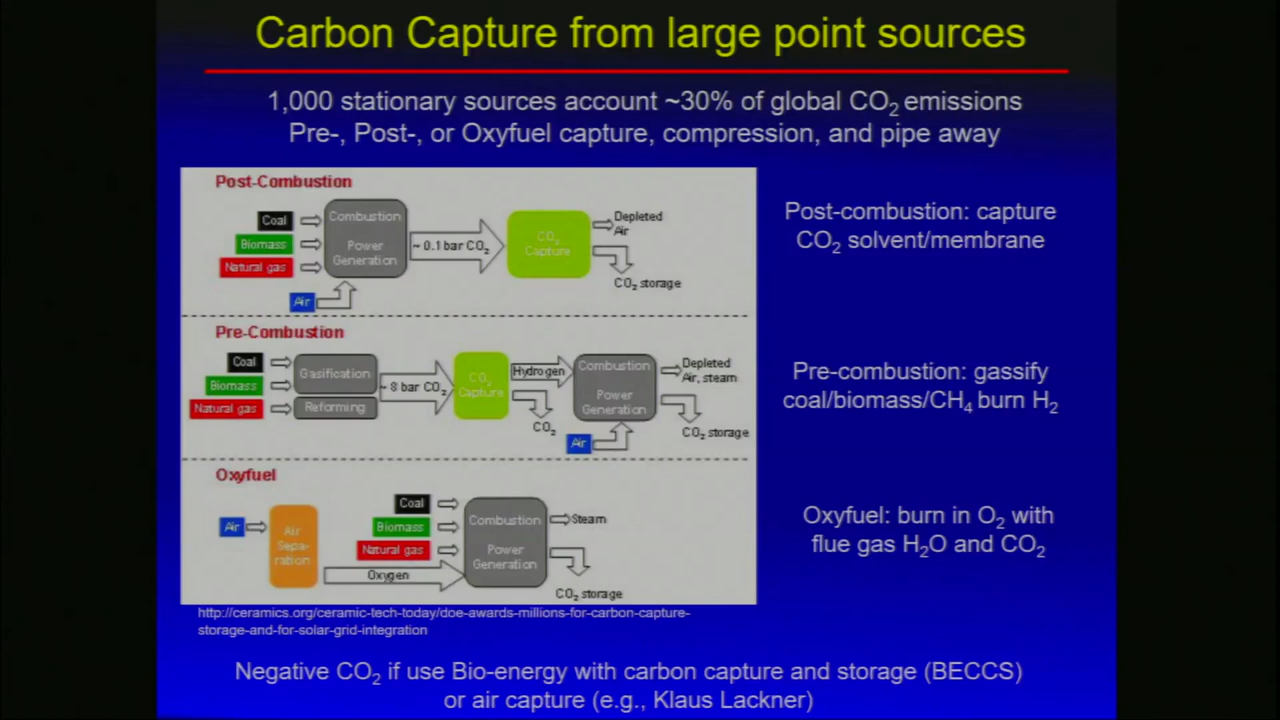 Carbon Capture from large point sources
1,000 stationary sources account ~30% of global CO2 emissions
Pre-, Post-, or Oxyfuel capture, compression, and pipe away
Post-Combustion
Coal
Biomass
Natural gas
Air
Combustion
Power
Generation
~ 0.1 bar CO2
CO2
Capture
Depleted
Air
CO2 storage
Post-combustion: capture
CO2 solvent/membrane
Pre-Combustion
Coal
Biomass
Natural gas
Gasification
Reforming
~ 8 bar CO2
CO2
Capture
Hydrogen
CO2
Air
Combustion
Power
Generation
Depleted
Air, steam
CO2 storage
Pre-combustion: gassify
coal/biomass/CH4 burn H2
Oxyfuel
Air
Air
Sepa-
ration
Oxygen
Coal
Biomass
Natural gas
Combustion
Power
Generation
Steam
CO2 storage
Oxyfuel: burn in O2 with
flue gas H2O and CO2
http://ceramics.org/ceramic-tech-today/doe-awards-millions-for-carbon-capture-
storage-and-for-solar-grid-integration
Negative CO2 if use Bio-energy with carbon capture and storage (BECCS)
or air capture (e.g., Klaus Lackner)